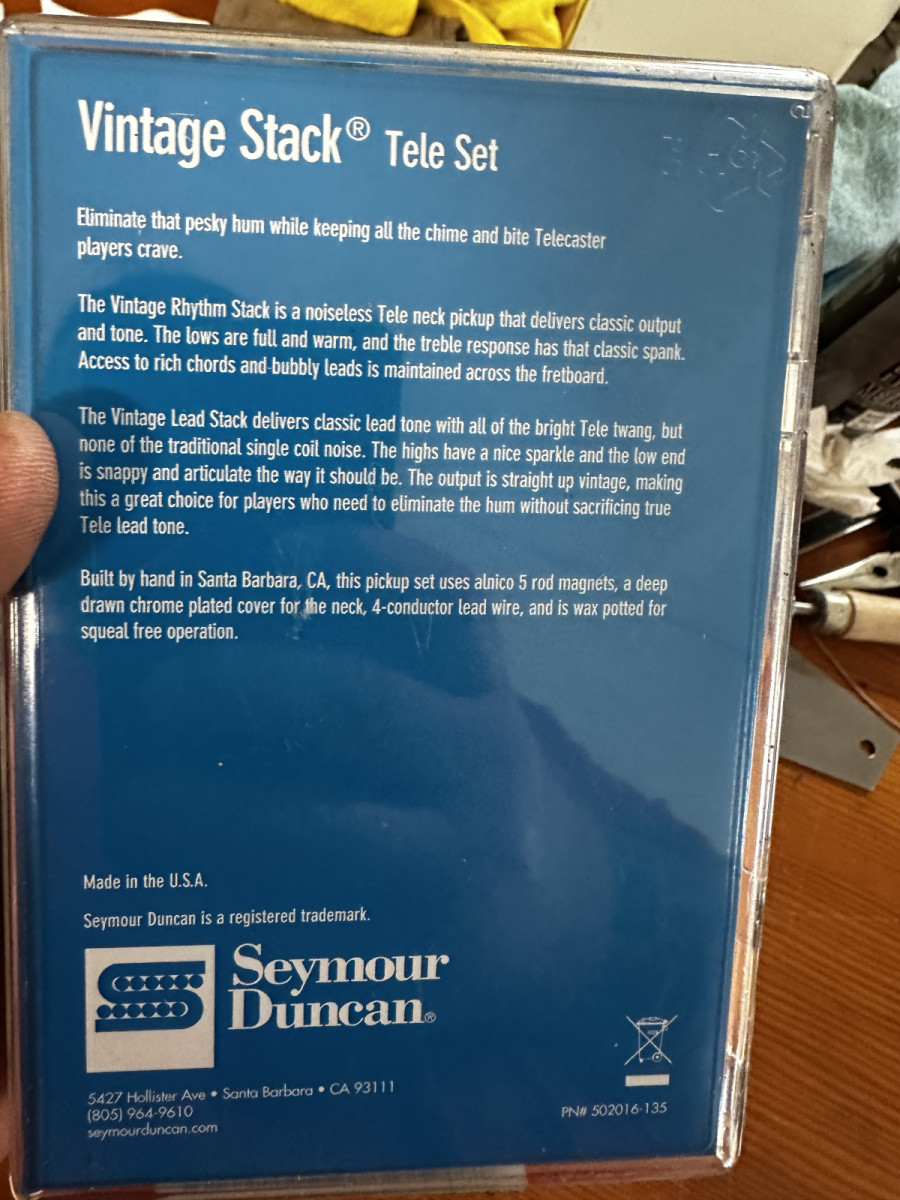 Vintage Stack® Tele Set
Eliminate that pesky hum while keeping all the chime and bite Telecaster
players crave.
The Vintage Rhythm Stack is a noiseless Tele neck pickup that delivers classic output
and tone. The lows are full and warm, and the treble response has that classic spank.
Access to rich chords and bubbly leads is maintained across the fretboard.
The Vintage Lead Stack delivers classic lead tone with all of the bright Tele twang, but
none of the traditional single coil noise. The highs have a nice sparkle and the low end
is snappy and articulate the way it should be. The output is straight up vintage, making
this a great choice for players who need to eliminate the hum without sacrificing true
Tele lead tone.
Built by hand in Santa Barbara, CA, this pickup set uses alnico 5 rod magnets, a deep
drawn chrome plated cover for the neck, 4-conductor lead wire, and is wax potted for
squeal free operation.
Made in the U.S.A.
Seymour Duncan is a registered trademark.
Seymour
Duncan®
5427 Hollister Ave • Santa Barbara • CA 93111
(805) 964-9610
seymourduncan.com
PN# 502016-135